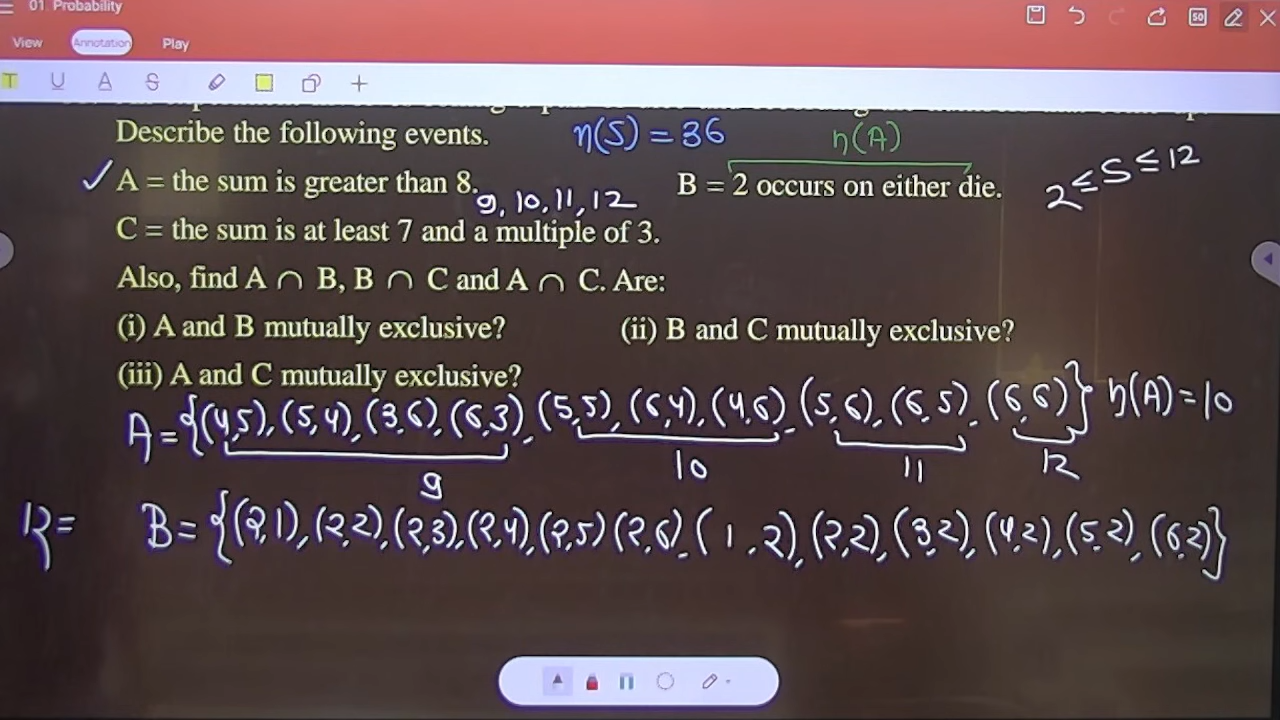 01. Probability
View Annotation Play
T U A S
50
Describe the following events. η(S) = 36 η(A)
A = the sum is greater than 8. B = 2 occurs on either die. 2 ≤ S ≤ 12
9, 10, 11, 12
C = the sum is at least 7 and a multiple of 3.
Also, find A ∩ B, B ∩ C and A ∩ C. Are:
(i) A and B mutually exclusive? (ii) B and C mutually exclusive?
(iii) A and C mutually exclusive?
A = {(4,5), (5,4), (3,6), (6,3), (5,5), (6,4), (4,6), (5,6), (6,5), (6,6)} η(A) = 10
9 10 11 12
B = {(2,1), (2,2), (2,3), (2,4), (2,5) (2,6), (1,2), (2,2), (3,2), (4,2), (5,2), (6,2)}